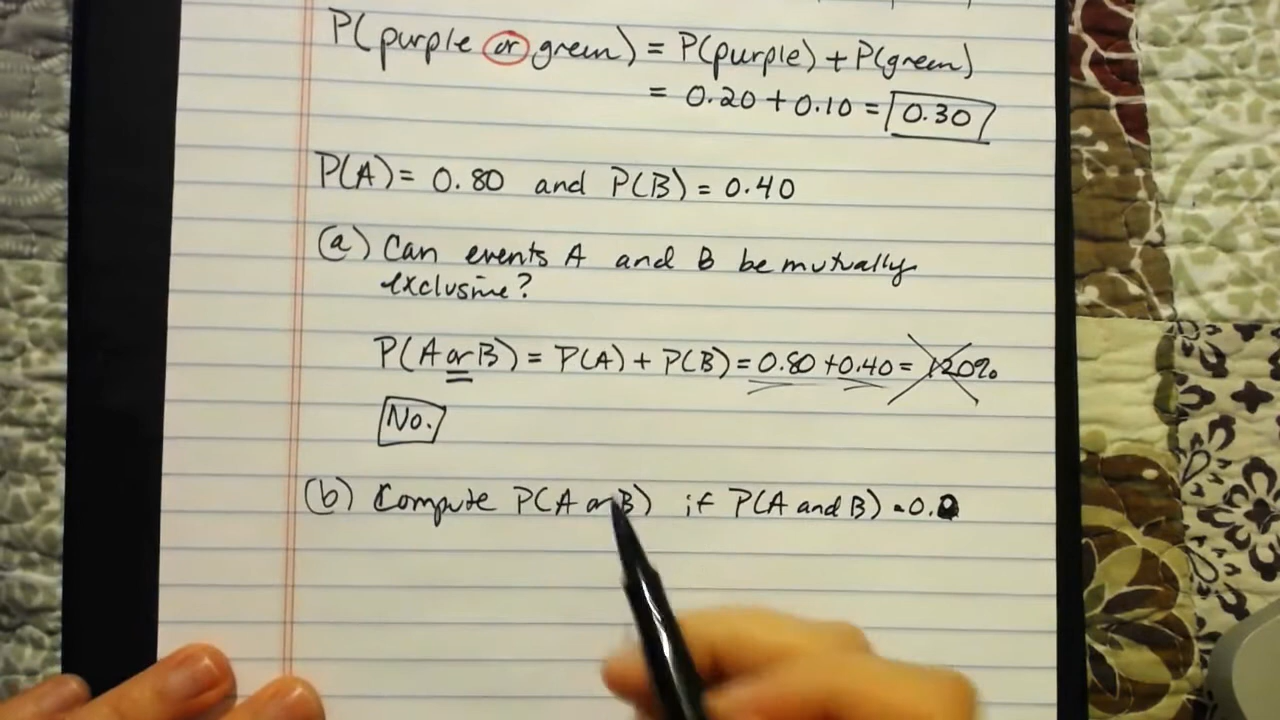 P(purple or green) = P(purple) + P(green)
= 0.20 + 0.10 = 0.30
P(A) = 0.80 and P(B) = 0.40
(a) Can events A and B be mutually
exclusive?
P(A or B) = P(A) + P(B) = 0.80 + 0.40 = 120%
No.
(b) Compute P(A or B) if P(A and B) = 0.